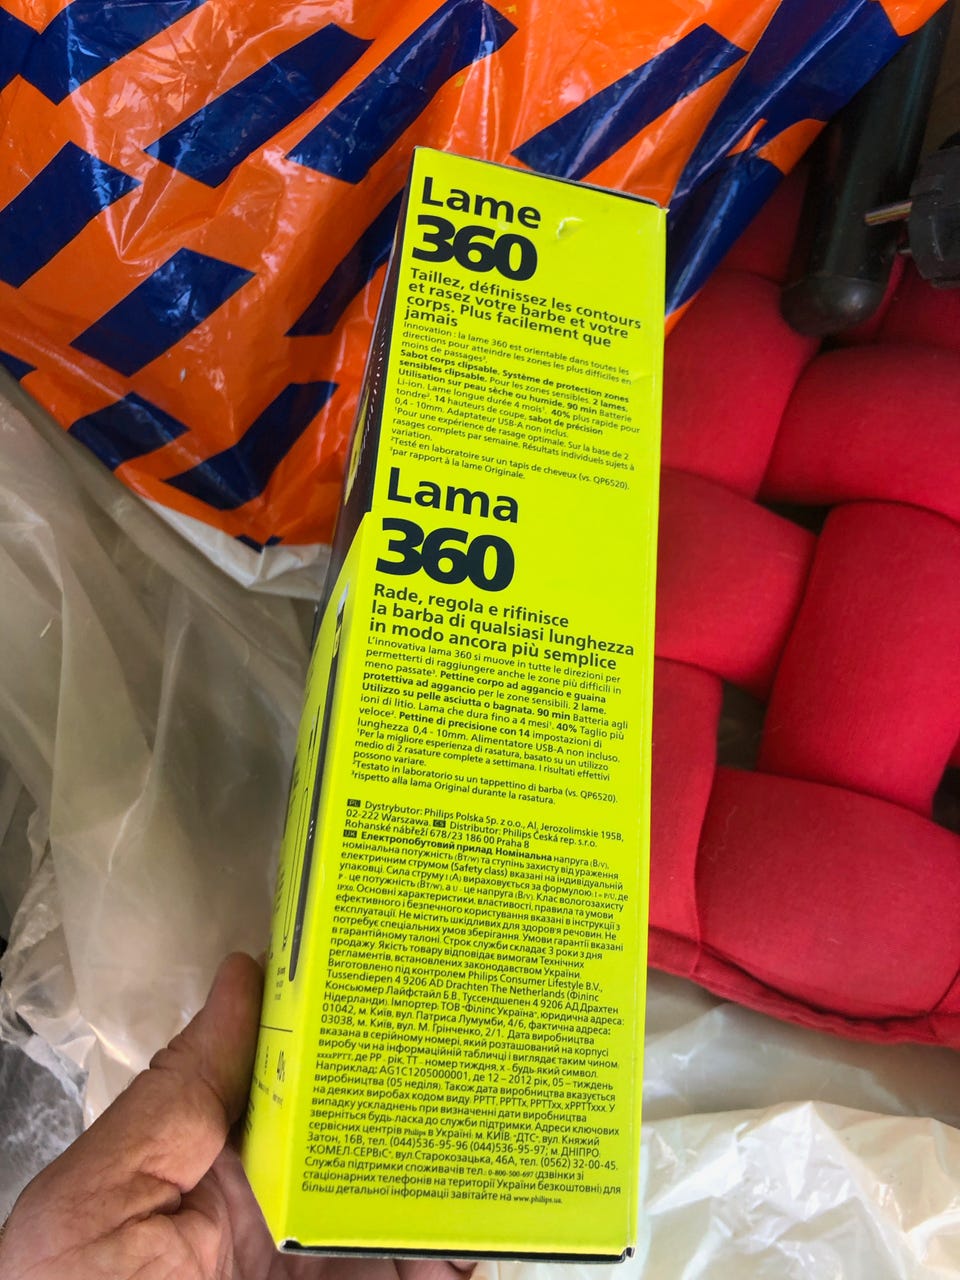 Lame
360
Taillez, définissez les contours
et rasez votre barbe et votre
corps. Plus facilement que
jamais
Innovation : la lame 360 est orientable dans toutes les
directions pour atteindre les zones les plus difficiles en
moins de passages³.
Sabot corps clipsable. Système de protection zones
sensibles clipsable. Pour les zones sensibles. 2 lames.
Utilisation sur peau sèche ou humide. 90 min Batterie
Li-ion. Lame longue durée 4 mois¹. 40% plus rapide pour
tondre². 14 hauteurs de coupe, sabot de précision
0,4 - 10mm. Adaptateur USB-A non inclus.
¹Pour une expérience de rasage optimale. Sur la base de 2
rasages complets par semaine. Résultats individuels sujets à
variation.
²Testé en laboratoire sur un tapis de cheveux (vs. QP6520).
³par rapport à la lame Originale.
Lama
360
Rade, regola e rifinisce
la barba di qualsiasi lunghezza
in modo ancora più semplice
L'innovativa lama 360 si muove in tutte le direzioni per
permetterti di raggiungere anche le zone più difficili in
meno passate³. Pettine corpo ad aggancio e guaina
protettiva ad aggancio per le zone sensibili. 2 lame.
Utilizzo su pelle asciutta o bagnata. 90 min Batteria agli
ioni di litio. Lama che dura fino a 4 mesi¹. 40% Taglio più
veloce². Pettine di precisione con 14 impostazioni di
lunghezza 0,4 - 10mm. Alimentatore USB-A non incluso.
¹Per la migliore esperienza di rasatura, basato su un utilizzo
medio di 2 rasature complete a settimana. I risultati effettivi
possono variare.
²Testato in laboratorio su un tappetino di barba (vs. QP6520).
³rispetto alla lama Original durante la rasatura.
PL Dystrybutor: Philips Polska Sp. z o.o., Al. Jerozolimskie 195B,
02-222 Warszawa. CS Distributor: Philips Česká rep. s.r.o.
Rohanské nábřeží 678/23 186 00 Praha 8
UK Електропобутовий прилад. Номінальна напруга (В/V),
номінальна потужність (Вт/W) та ступінь захисту від ураження
електричним струмом (Safety class) вказані на індивідуальній
упаковці. Сила струму I (А) вираховується за формулою: I = P/U, де
P - це потужність (Вт/W), а U - це напруга (В/V). Клас вологозахисту
IPX0. Основні характеристики, властивості, правила та умови
ефективного і безпечного користування вказані в інструкції з
експлуатації. Не містить шкідливих для здоров'я речовин. Не
потребує спеціальних умов зберігання. Умови гарантії вказані
в гарантійному талоні. Строк служби складає 3 роки з дня
продажу. Якість товару відповідає вимогам Технічних
регламентів, встановлених законодавством України.
Виготовлено під контролем Philips Consumer Lifestyle B.V.,
Tussendiepen 4 9206 AD Drachten The Netherlands (Філіпс
Консьюмер Лайфстайл Б.В., Туссендшепен 4 9206 АД Драхтен
Нідерланди). Імпортер: ТОВ "Філіпс Україна", юридична адреса:
01042, м. Київ, вул. Патриса Лумумби, 4/6, фактична адреса:
03038, м. Київ, вул. М. Грінченко, 2/1. Дата виробництва
вказана в серійному номері, який розташований на корпусі
виробу чи на інформаційній табличці і виглядає таким чином:
xxxxРРТТ, де РР - рік, ТТ - номер тиждня, х - будь-який символ.
Наприклад: AG1C1205000001, де 12 – 2012 рік, 05 – тиждень
виробництва (05 неділя). Також дата виробництва вказується
на деяких виробах кодом виду: РРТТ, РРТТх, РРТТхх, хРРТТххх. У
випадку ускладнень при визначенні дати виробництва
зверніться будь-ласка до служби підтримки. Адреси ключових
сервісних центрів Philips в Україні: м. КИЇВ: "ДТС", вул. Княжий
Затон, 16В, тел. (044)536-95-96 (044)536-95-97; м. ДНІПРО:
"КОМЕЛ-СЕРВІС", вул.Старокозацька, 46А, тел. (0562) 32-00-45.
Служба підтримки споживачів тел.: 0-800-500-697 (дзвінки зі
стаціонарних телефонів на території України безкоштовні) для
більш детальної інформації завітайте на www.philips.ua.
40%